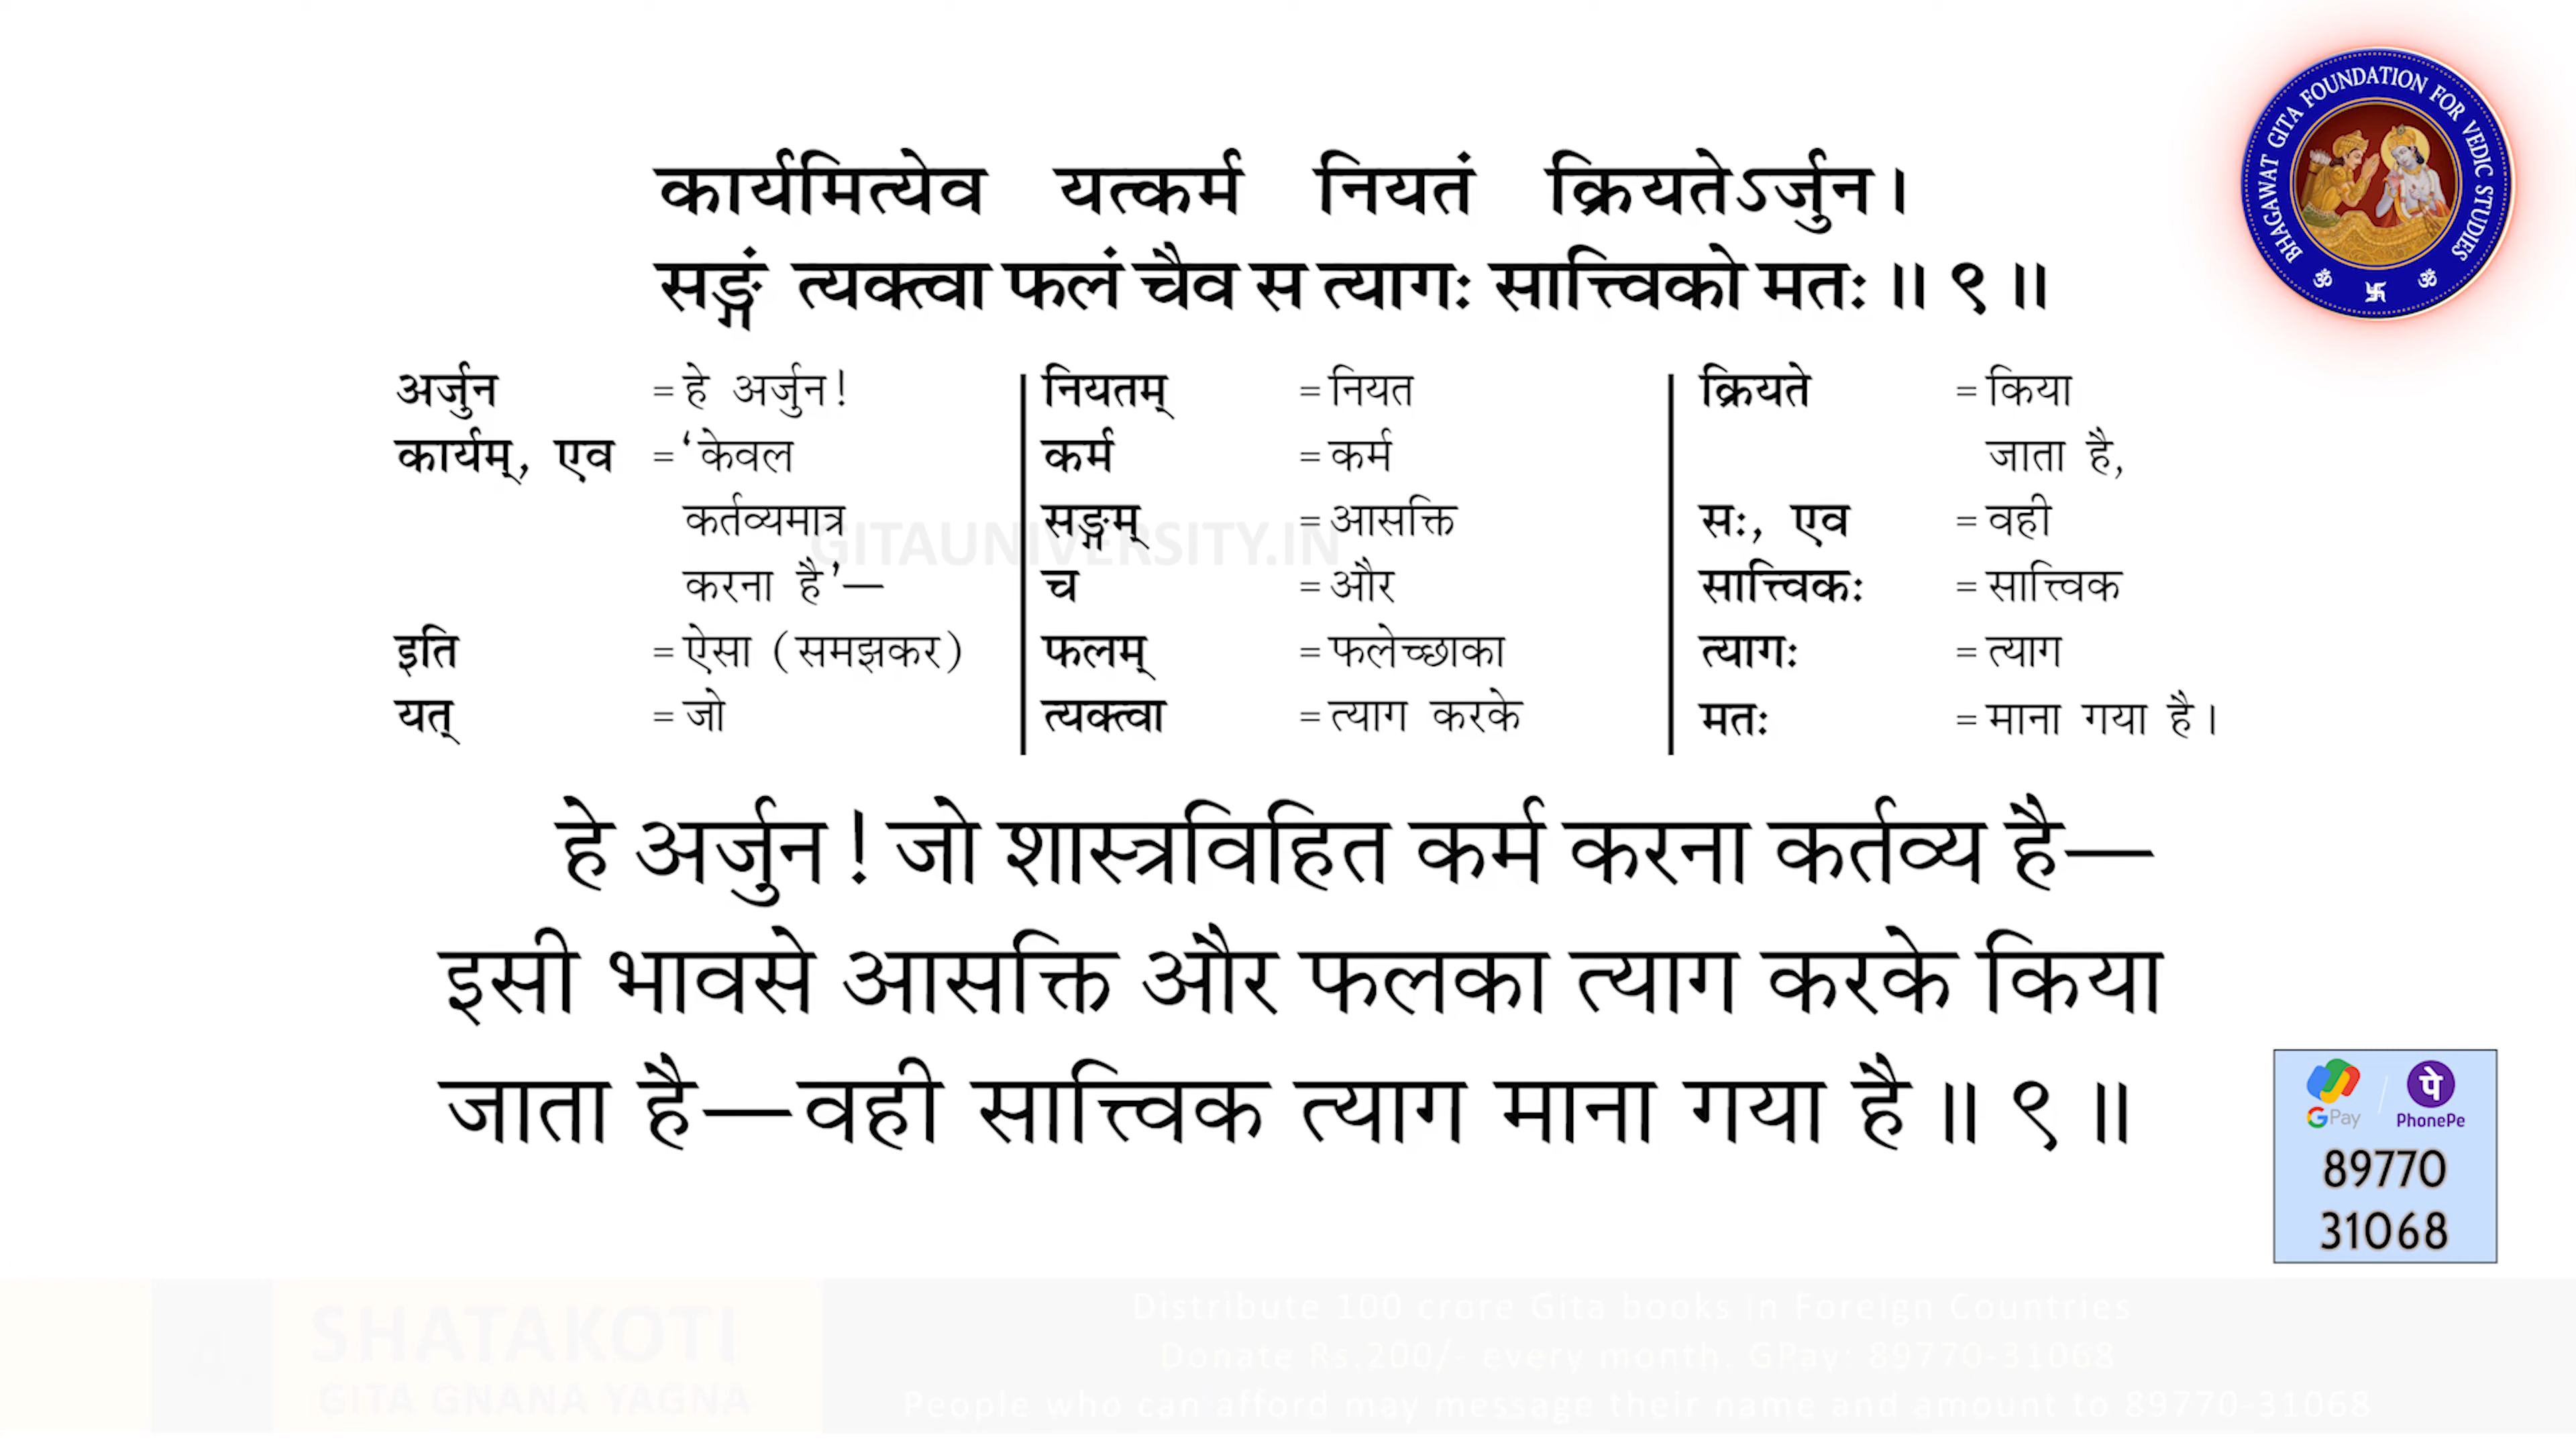 कार्यमित्येव यत्कर्म नियतं क्रियतेऽर्जुन।
सङ्गं त्यक्त्वा फलं चैव स त्यागः सात्त्विको मतः॥ ९॥
अर्जुन = हे अर्जुन!
कार्यम्, एव = ‘केवल
कर्तव्यमात्र
करना है’—
इति = ऐसा (समझकर)
यत् = जो
नियतम् = नियत
कर्म = कर्म
सङ्गम् = आसक्ति
च = और
फलम् = फलेच्छाका
त्यक्त्वा = त्याग करके
क्रियते = किया
जाता है,
सः, एव = वही
सात्त्विकः = सात्त्विक
त्यागः = त्याग
मतः = माना गया है।
GITAUNIVERSITY.IN
हे अर्जुन! जो शास्त्रविहित कर्म करना कर्तव्य है—
इसी भावसे आसक्ति और फलका त्याग करके किया
जाता है—वही सात्त्विक त्याग माना गया है॥ ९॥
BHAGAWAT GITA FOUNDATION FOR VEDIC STUDIES
ॐ 卐 ॐ
GPay
पे
PhonePe
89770
31068
SHATAKOTI
GITA GNANA YAGNA
Distribute 100 crore Gita books in Foreign Countries
Donate Rs.200/- every month. GPay. 89770-31068
People who can afford may message their name and amount to 89770-31068